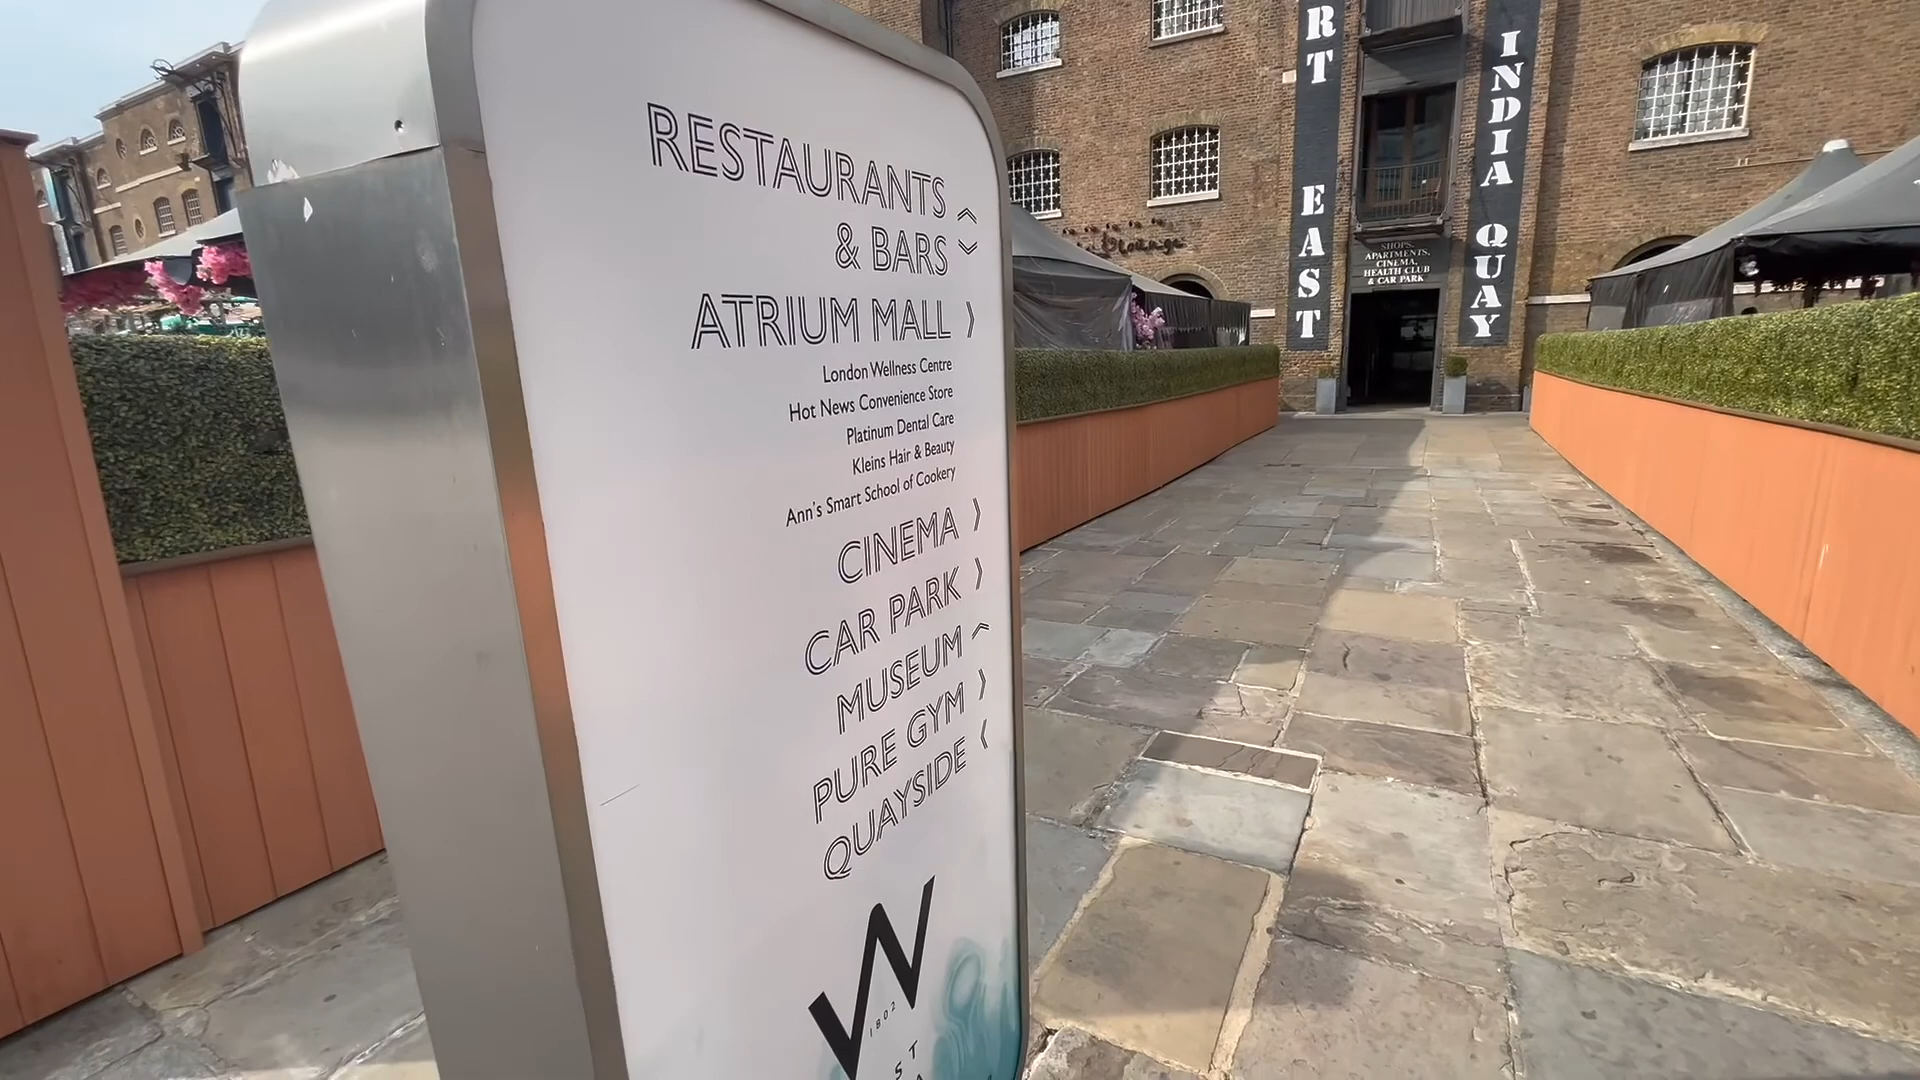 RESTAURANTS
& BARS
ATRIUM MALL
London Wellness Centre
Hot News Convenience Store
Platinum Dental Care
Kleins Hair & Beauty
Ann's Smart School of Cookery
CINEMA
CAR PARK
MUSEUM
PURE GYM
QUAYSIDE
W
1802
ST
RT EAST
INDIA QUAY
SHOPS,
APARTMENTS,
CINEMA,
HEALTH CLUB
& CAR PARK
lounge